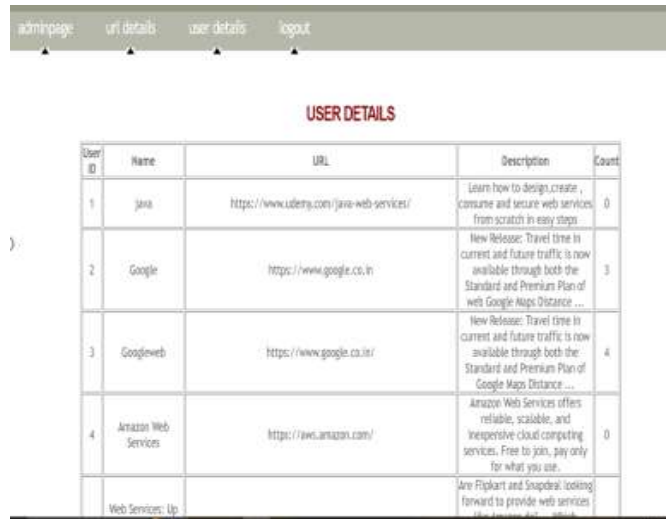 adminpage url details user details logout
USER DETAILS
User ID Name URL Description Count
1 java https://www.udemy.com/java-web-services/ Learn how to design,create , consume and secure web services from scratch in easy steps 0
2 Google https://www.google.co.in New Release: Travel time in current and future traffic is now available through both the Standard and Premium Plan of web Google Maps Distance ... 3
3 Googleweb https://www.google.co.in/ New Release: Travel time in current and future traffic is now available through both the Standard and Premium Plan of Google Maps Distance ... 4
4 Amazon Web Services https://aws.amazon.com/ Amazon Web Services offers reliable, scalable, and inexpensive cloud computing services. Free to join, pay only for what you use. 0
Web Services: Up Are Flipkart and Snapdeal looking forward to provide web services